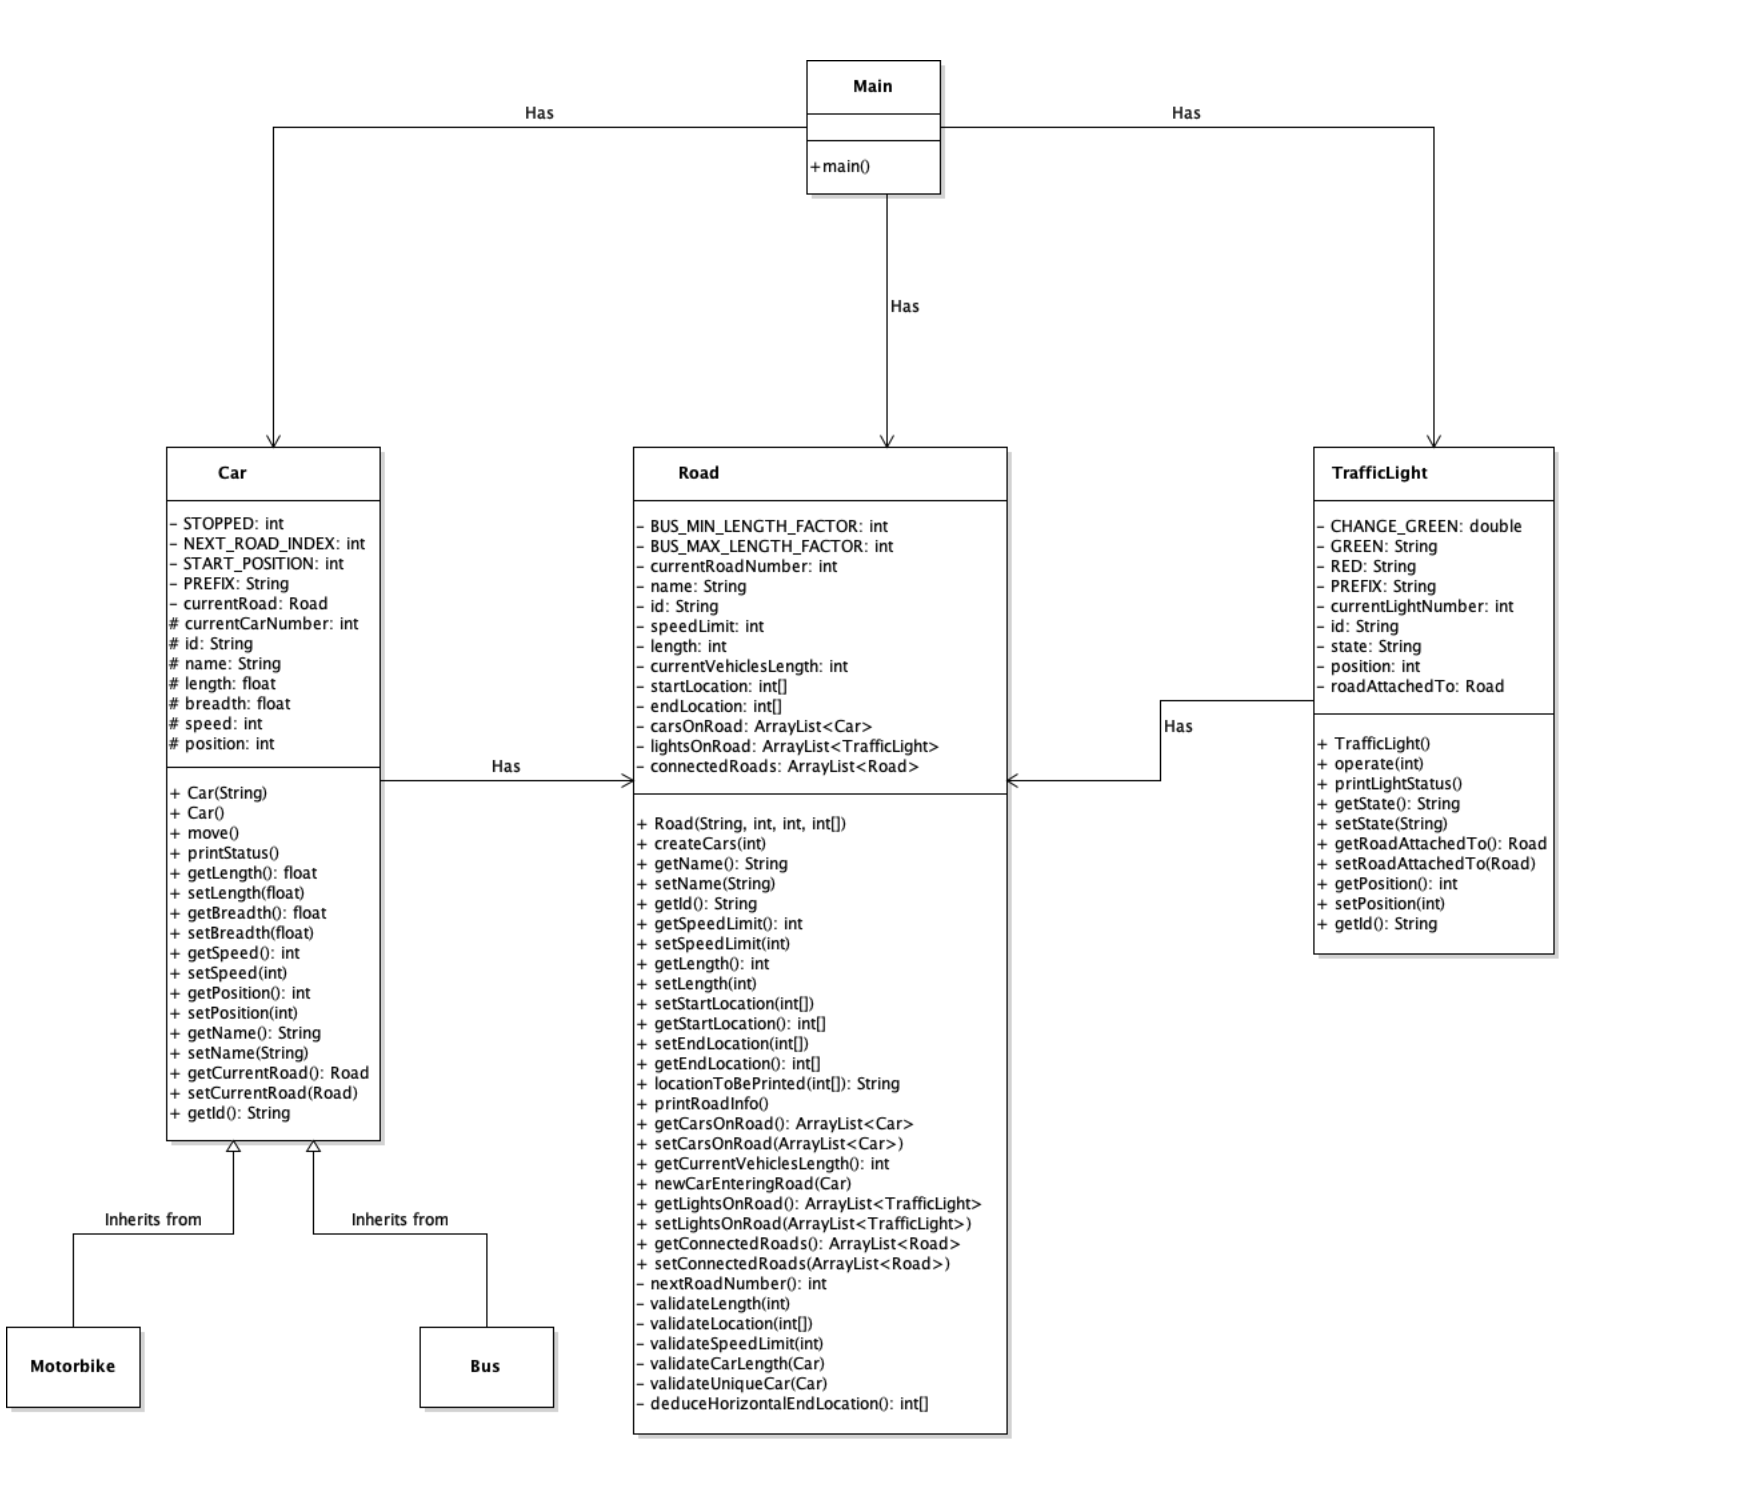 Main
+main()
Has
Has
Has
Car
- STOPPED: int
- NEXT_ROAD_INDEX: int
- START_POSITION: int
- PREFIX: String
- currentRoad: Road
# currentCarNumber: int
# id: String
# name: String
# length: float
# breadth: float
# speed: int
# position: int
+ Car(String)
+ Car()
+ move()
+ printStatus()
+ getLength(): float
+ setLength(float)
+ getBreadth(): float
+ setBreadth(float)
+ getSpeed(): int
+ setSpeed(int)
+ getPosition(): int
+ setPosition(int)
+ getName(): String
+ setName(String)
+ getCurrentRoad(): Road
+ setCurrentRoad(Road)
+ getId(): String
Has
Road
- BUS_MIN_LENGTH_FACTOR: int
- BUS_MAX_LENGTH_FACTOR: int
- currentRoadNumber: int
- name: String
- id: String
- speedLimit: int
- length: int
- currentVehiclesLength: int
- startLocation: int[]
- endLocation: int[]
- carsOnRoad: ArrayList<Car>
- lightsOnRoad: ArrayList<TrafficLight>
- connectedRoads: ArrayList<Road>
+ Road(String, int, int, int[])
+ createCars(int)
+ getName(): String
+ setName(String)
+ getId(): String
+ getSpeedLimit(): int
+ setSpeedLimit(int)
+ getLength(): int
+ setLength(int)
+ setStartLocation(int[])
+ getStartLocation(): int[]
+ setEndLocation(int[])
+ getEndLocation(): int[]
+ locationToBePrinted(int[]): String
+ printRoadInfo()
+ getCarsOnRoad(): ArrayList<Car>
+ setCarsOnRoad(ArrayList<Car>)
+ getCurrentVehiclesLength(): int
+ newCarEnteringRoad(Car)
+ getLightsOnRoad(): ArrayList<TrafficLight>
+ setLightsOnRoad(ArrayList<TrafficLight>)
+ getConnectedRoads(): ArrayList<Road>
+ setConnectedRoads(ArrayList<Road>)
- nextRoadNumber(): int
- validateLength(int)
- validateLocation(int[])
- validateSpeedLimit(int)
- validateCarLength(Car)
- validateUniqueCar(Car)
- deduceHorizontalEndLocation(): int[]
Has
TrafficLight
- CHANGE_GREEN: double
- GREEN: String
- RED: String
- PREFIX: String
- currentLightNumber: int
- id: String
- state: String
- position: int
- roadAttachedTo: Road
+ TrafficLight()
+ operate(int)
+ printLightStatus()
+ getState(): String
+ setState(String)
+ getRoadAttachedTo(): Road
+ setRoadAttachedTo(Road)
+ getPosition(): int
+ setPosition(int)
+ getId(): String
Inherits from
Inherits from
Motorbike
Bus